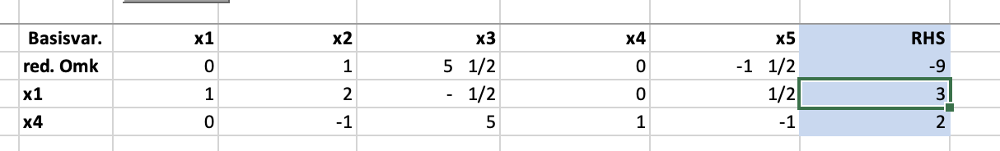 Basisvar. x1 x2 x3 x4 x5 RHS
red. Omk 0 1 5 1/2 0 -1 1/2 -9
x1 1 2 - 1/2 0 1/2 3
x4 0 -1 5 1 -1 2